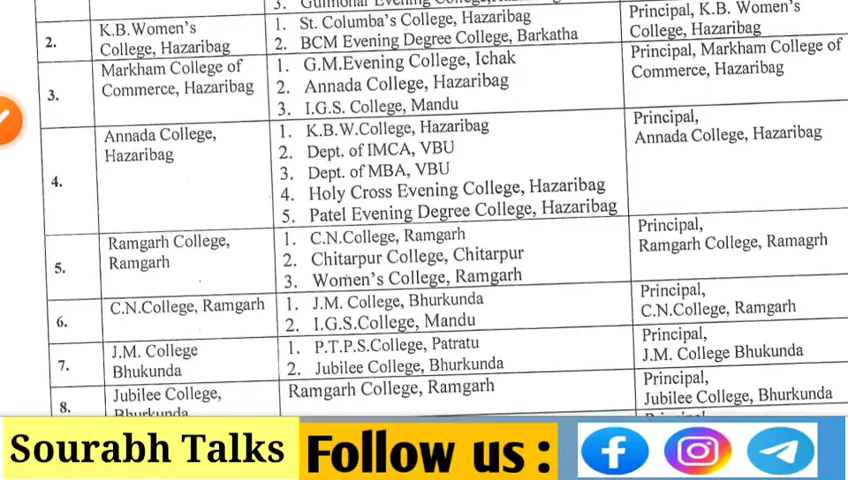 3. Gulmohar Evening College, Hazaribag
2. K.B.Women's College, Hazaribag
1. St. Columba's College, Hazaribag
2. BCM Evening Degree College, Barkatha
Principal, K.B. Women's College, Hazaribag
3. Markham College of Commerce, Hazaribag
1. G.M.Evening College, Ichak
2. Annada College, Hazaribag
3. I.G.S. College, Mandu
Principal, Markham College of Commerce, Hazaribag
4. Annada College, Hazaribag
1. K.B.W.College, Hazaribag
2. Dept. of IMCA, VBU
3. Dept. of MBA, VBU
4. Holy Cross Evening College, Hazaribag
5. Patel Evening Degree College, Hazaribag
Principal, Annada College, Hazaribag
5. Ramgarh College, Ramgarh
1. C.N.College, Ramgarh
2. Chitarpur College, Chitarpur
3. Women's College, Ramgarh
Principal, Ramgarh College, Ramagrh
6. C.N.College, Ramgarh
1. J.M. College, Bhurkunda
2. I.G.S.College, Mandu
Principal, C.N.College, Ramgarh
7. J.M. College Bhukunda
1. P.T.P.S.College, Patratu
2. Jubilee College, Bhurkunda
Principal, J.M. College Bhukunda
8. Jubilee College, Bhurkunda
Ramgarh College, Ramgarh
Principal, Jubilee College, Bhurkunda
Principal,
Sourabh Talks
Follow us :